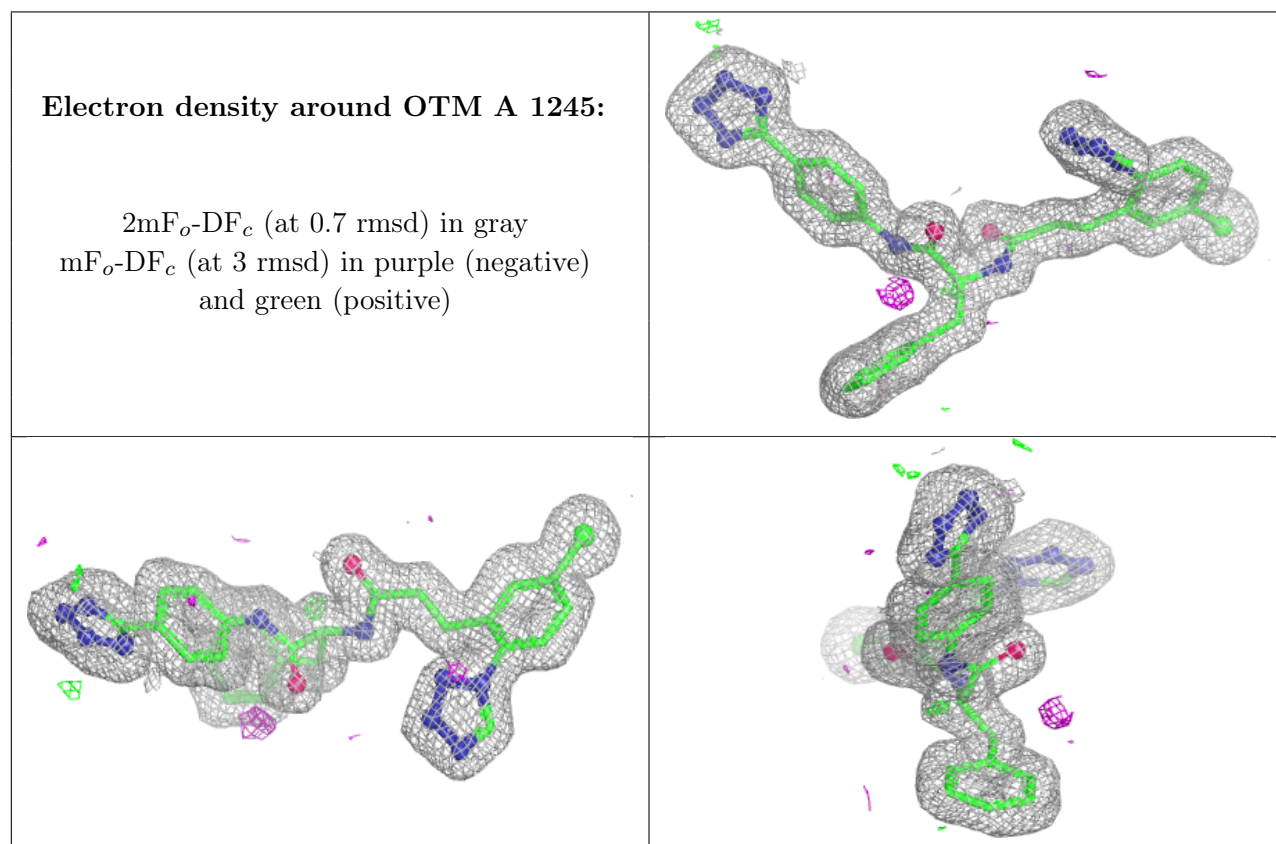 Electron density around OTM A 1245:
2mFo-DFc (at 0.7 rmsd) in gray
mFo-DFc (at 3 rmsd) in purple (negative)
and green (positive)